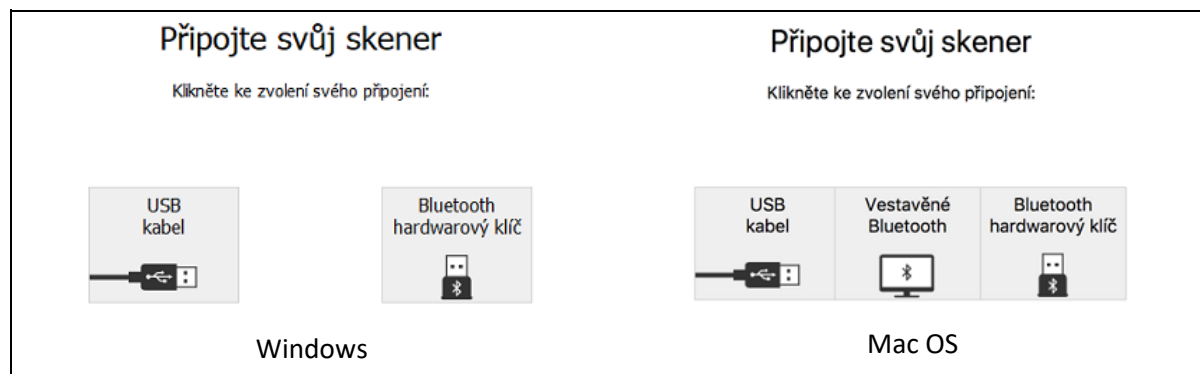 Připojte svůj skener
Klikněte ke zvolení svého připojení:
USB
kabel
Bluetooth
hardwarový klíč
Windows
Připojte svůj skener
Klikněte ke zvolení svého připojení:
USB
kabel
Vestavěné
Bluetooth
Bluetooth
hardwarový klíč
Mac OS